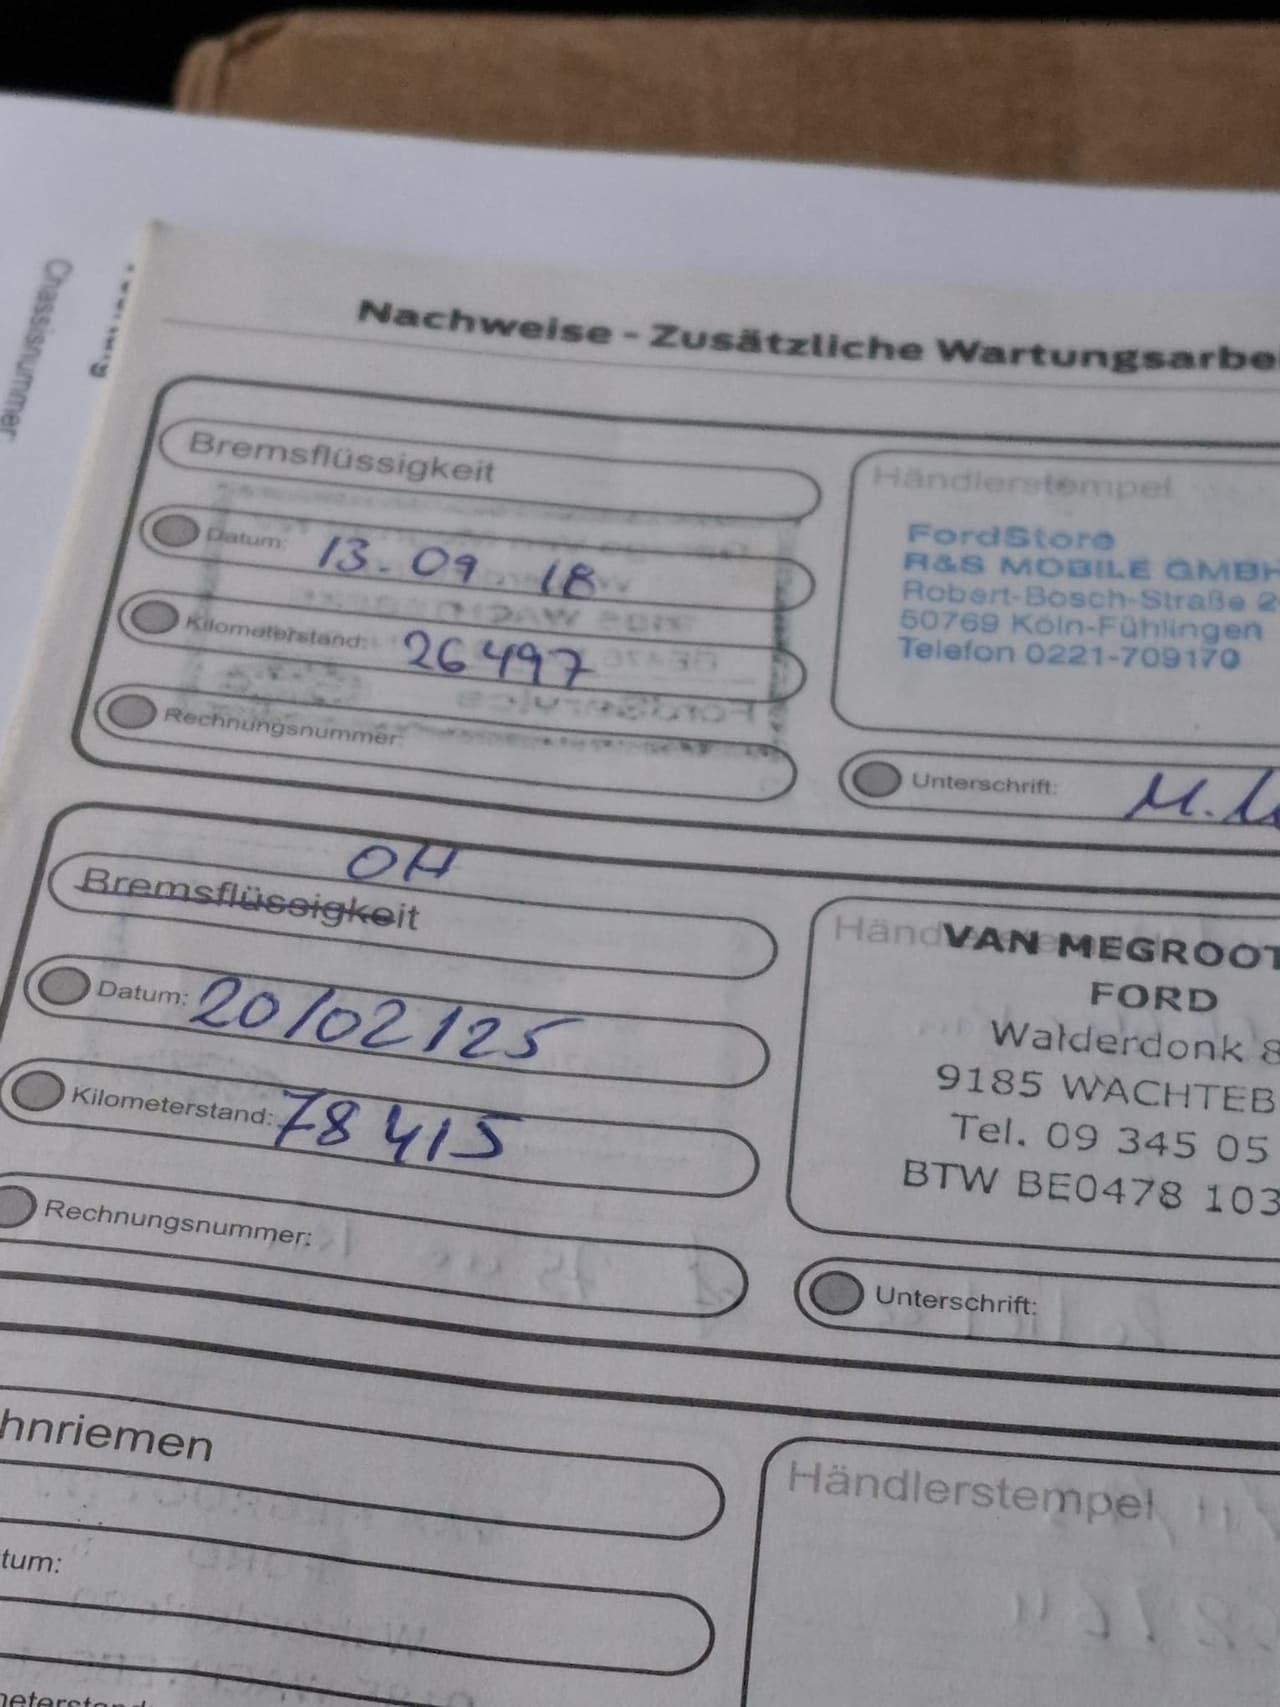 Chassisnummer
Nachweise - Zusätzliche Wartungsarbe
Bremsflüssigkeit
Datum: 13.09.18
Kilometerstand: 26497
Rechnungsnummer:
Händlerstempel
FordStore
R&S MOBILE GMBH
Robert-Bosch-Straße 2
50769 Köln-Fühlingen
Telefon 0221-709170
Unterschrift:
OH
Bremsflüssigkeit
Datum: 20/02/25
Kilometerstand: 78415
Rechnungsnummer:
VAN MEGROOT
FORD
Walderdonk 8
9185 WACHTEB
Tel. 09 345 05
BTW BE0478 103
Unterschrift:
hnriemen
tum:
Händlerstempel